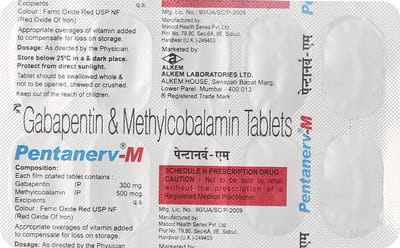 Excipients q.s.
Colour : Ferric Oxide Red USP NF
(Red Oxide Of Iron)
Appropriate overages of vitamin added
to compensate for loss on storage.
Dosage: As directed by the Physician.
Store below 25°C in a & dark place.
Protect from direct sunlight.
Tablet should be swallowed whole &
not to be opened, chewed or crushed.
Keep out of the reach of children.
Mfg. Lic. No.: 90/UA/SC/P-2009
Manufactured by :
Mascot Health Series Pvt. Ltd.
Plot No. 79,80, Sec-6A, IIE, Sidcul,
Haridwar (U.K.)-249403
Marketed by :
ALKEM
ALKEM LABORATORIES LTD.
ALKEM HOUSE, Senapati Bapat Marg,
Lower Parel, Mumbai - 400 013
® Registered Trade Mark
पेन्टानर्व-एम
Gabapentin & Methylcobalamin Tablets
Pentanerv-M
पेन्टानर्व-एम
Composition:
Each film coated tablet contains :
Gabapentin IP 300 mg
Methylcobalamin IP 500 mcg
Excipients q.s.
Colour : Ferric Oxide Red USP NF
(Red Oxide Of Iron)
Appropriate overages of vitamin added
to compensate for loss on storage.
Dosage: As directed by the Physician.
SCHEDULE H PRESCRIPTION DRUG
CAUTION : Not to be sold by retail
without the prescription of a
Registered Medical Practitioner.
Mfg. Lic. No.: 90/UA/SC/P-2009
Manufactured by :
Mascot Health Series Pvt. Ltd.
Plot No. 79,80, Sec-6A, IIE, Sidcul,
Haridwar (U.K.)-249403
Marketed by :